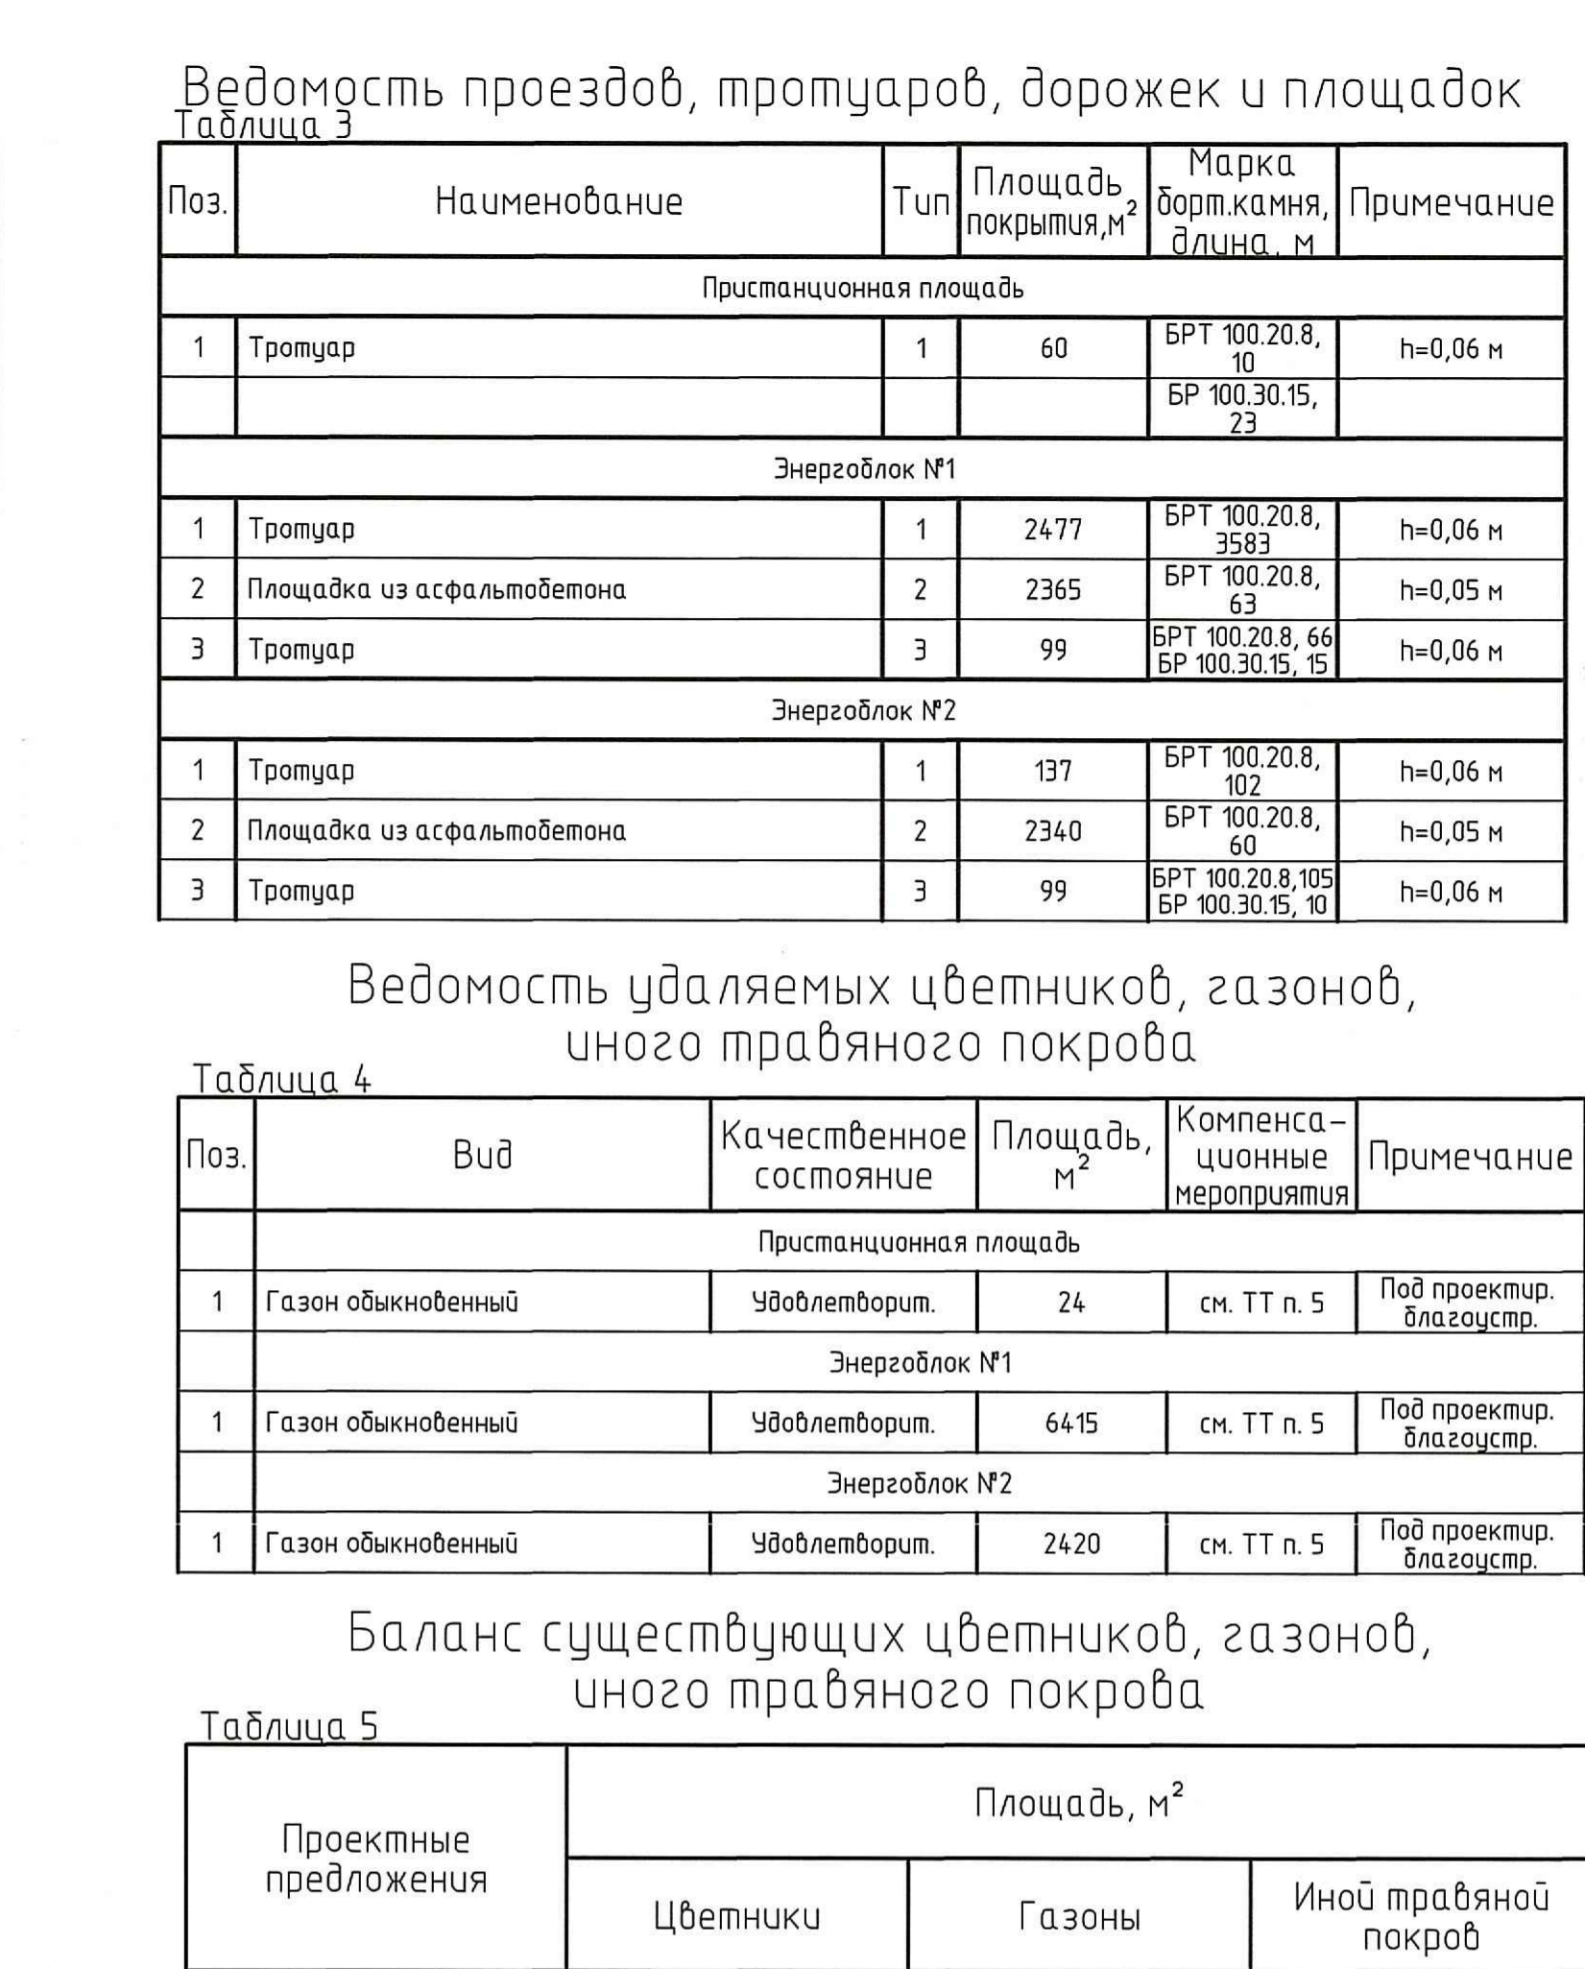 Ведомость проездов, тротуаров, дорожек и площадок
Таблица 3
Поз. Наименование Тип Площадь покрытия,м² Марка борт.камня, длина, м Примечание
Пристанционная площадь
1 Тротуар 1 60 БРТ 100.20.8, 10 h=0,06 м
БР 100.30.15, 23
Энергоблок №1
1 Тротуар 1 2477 БРТ 100.20.8, 3583 h=0,06 м
2 Площадка из асфальтобетона 2 2365 БРТ 100.20.8, 63 h=0,05 м
3 Тротуар 3 99 БРТ 100.20.8, 66 БР 100.30.15, 15 h=0,06 м
Энергоблок №2
1 Тротуар 1 137 БРТ 100.20.8, 102 h=0,06 м
2 Площадка из асфальтобетона 2 2340 БРТ 100.20.8, 60 h=0,05 м
3 Тротуар 3 99 БРТ 100.20.8,105 БР 100.30.15, 10 h=0,06 м
Ведомость удаляемых цветников, газонов,
иного травяного покрова
Таблица 4
Поз. Вид Качественное состояние Площадь, м² Компенса-ционные мероприятия Примечание
Пристанционная площадь
1 Газон обыкновенный Удовлетворит. 24 см. ТТ п. 5 Под проектир. благоустр.
Энергоблок №1
1 Газон обыкновенный Удовлетворит. 6415 см. ТТ п. 5 Под проектир. благоустр.
Энергоблок №2
1 Газон обыкновенный Удовлетворит. 2420 см. ТТ п. 5 Под проектир. благоустр.
Баланс существующих цветников, газонов,
иного травяного покрова
Таблица 5
Проектные предложения Площадь, м²
Цветники Газоны Иной травяной покров